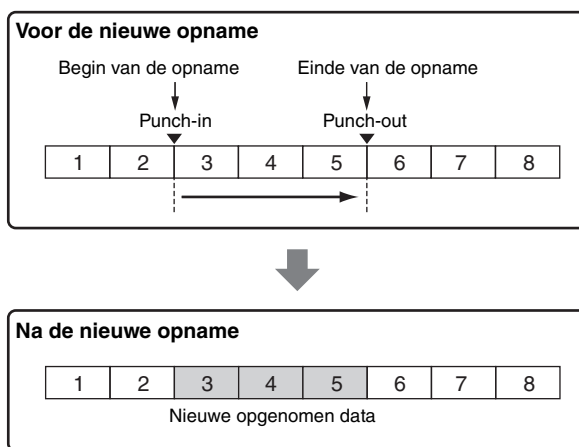 Voor de nieuwe opname
Begin van de opname Einde van de opname
Punch-in Punch-out
1 2 3 4 5 6 7 8
Na de nieuwe opname
1 2 3 4 5 6 7 8
Nieuwe opgenomen data